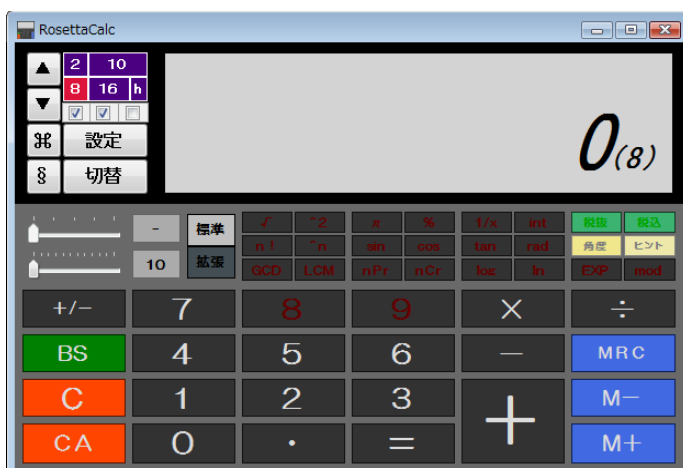 RosettaCalc
▲ 2 10
▼ 8 16 h
⌘ 設定
§ 切替
0(8)
- 標準 √ ^2 π % 1/x int 税抜 税込
n! ^n sin cos tan rad 角度 ヒント
10 拡張 GCD LCM nPr nCr log ln EXP mod
+/− 7 8 9 × ÷
BS 4 5 6 − MRC
C 1 2 3 + M−
CA 0 . = M+